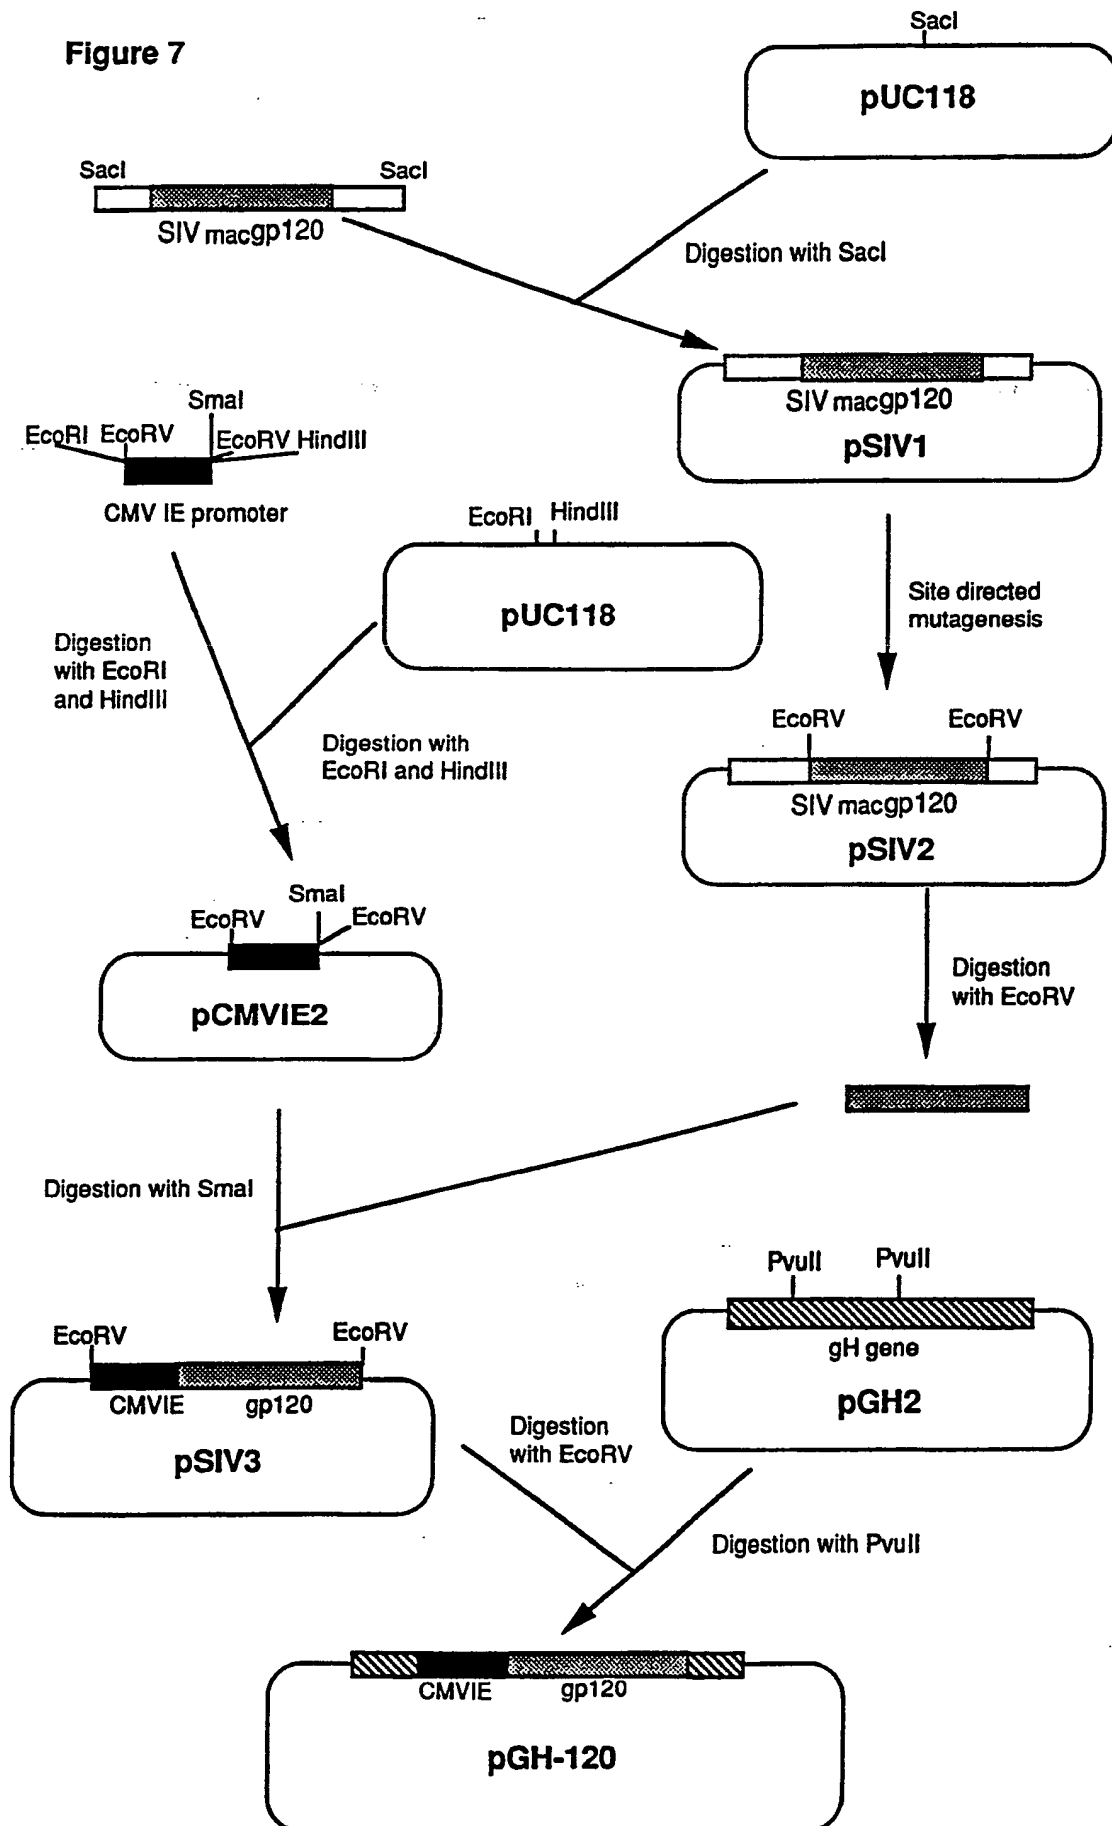 Figure 7
SacI
pUC118
SacI
SacI
SIV macgp120
Digestion with SacI
SmaI
EcoRI
EcoRV
EcoRV
HindIII
CMV IE promoter
SIV macgp120
pSIV1
EcoRI
HindIII
pUC118
Site directed
mutagenesis
Digestion
with EcoRI
and HindIII
Digestion with
EcoRI and HindIII
EcoRV
EcoRV
SIV macgp120
pSIV2
SmaI
EcoRV
EcoRV
pCMVIE2
Digestion
with EcoRV
Digestion with SmaI
PvuII
PvuII
gH gene
pGH2
EcoRV
EcoRV
CMVIE
gp120
pSIV3
Digestion
with EcoRV
Digestion with PvuII
CMVIE
gp120
pGH-120